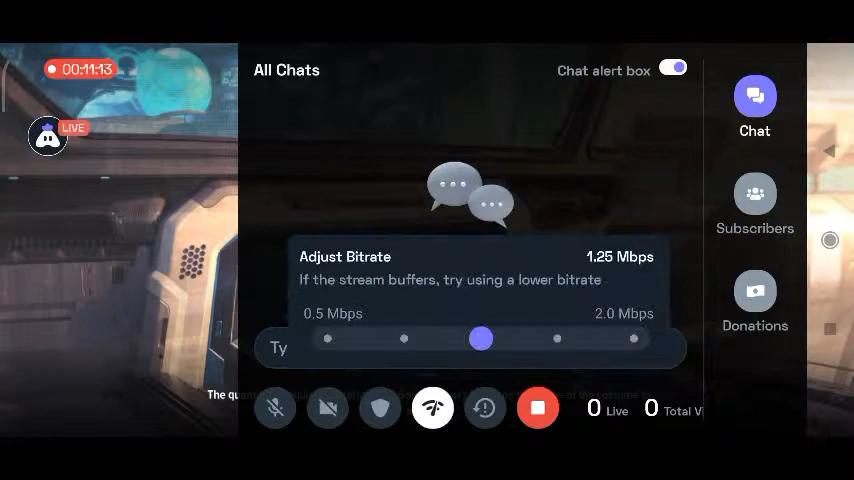 00:11:13
All Chats
Chat alert box
LIVE
Chat
Subscribers
Adjust Bitrate
1.25 Mbps
If the stream buffers, try using a lower bitrate
0.5 Mbps
2.0 Mbps
Donations
Ty
The
0 Live
0 Total V